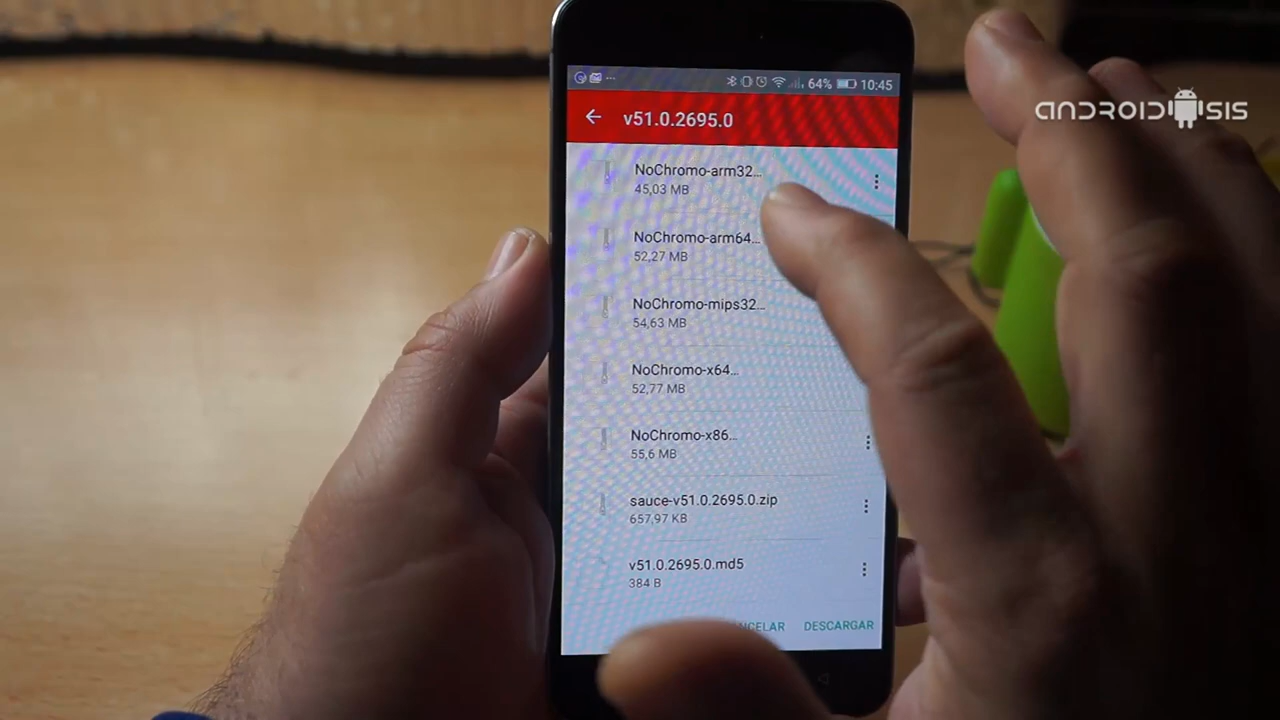 64% 10:45
v51.0.2695.0
ANDROIDSIS
NoChromo-arm32...
45,03 MB
NoChromo-arm64...
52,27 MB
NoChromo-mips32...
54,63 MB
NoChromo-x64...
52,77 MB
NoChromo-x86...
55,6 MB
sauce-v51.0.2695.0.zip
657,97 KB
v51.0.2695.0.md5
384 B
NCELAR DESCARGAR